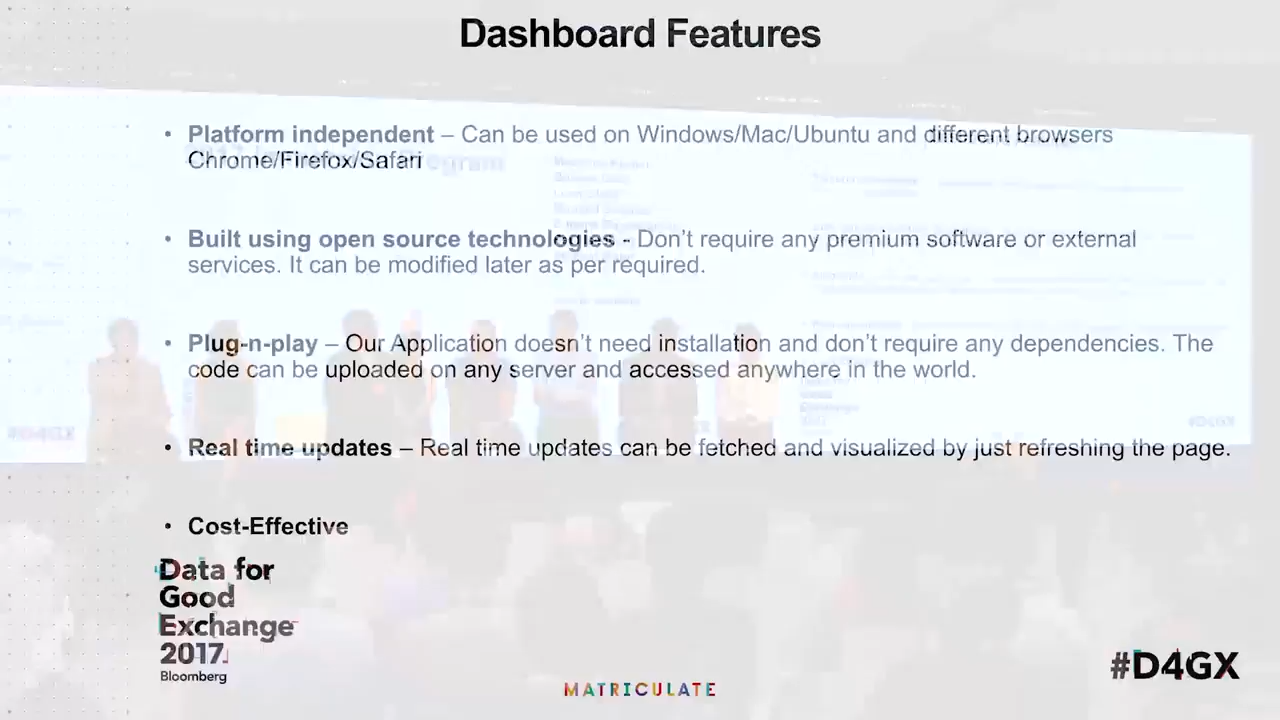 Dashboard Features
• Platform independent – Can be used on Windows/Mac/Ubuntu and different browsers
Chrome/Firefox/Safari
• Built using open source technologies - Don't require any premium software or external
services. It can be modified later as per required.
• Plug-n-play – Our Application doesn't need installation and don't require any dependencies. The
code can be uploaded on any server and accessed anywhere in the world.
• Real time updates – Real time updates can be fetched and visualized by just refreshing the page.
• Cost-Effective
Data for
Good
Exchange
2017
Bloomberg
MATRICULATE
#D4GX